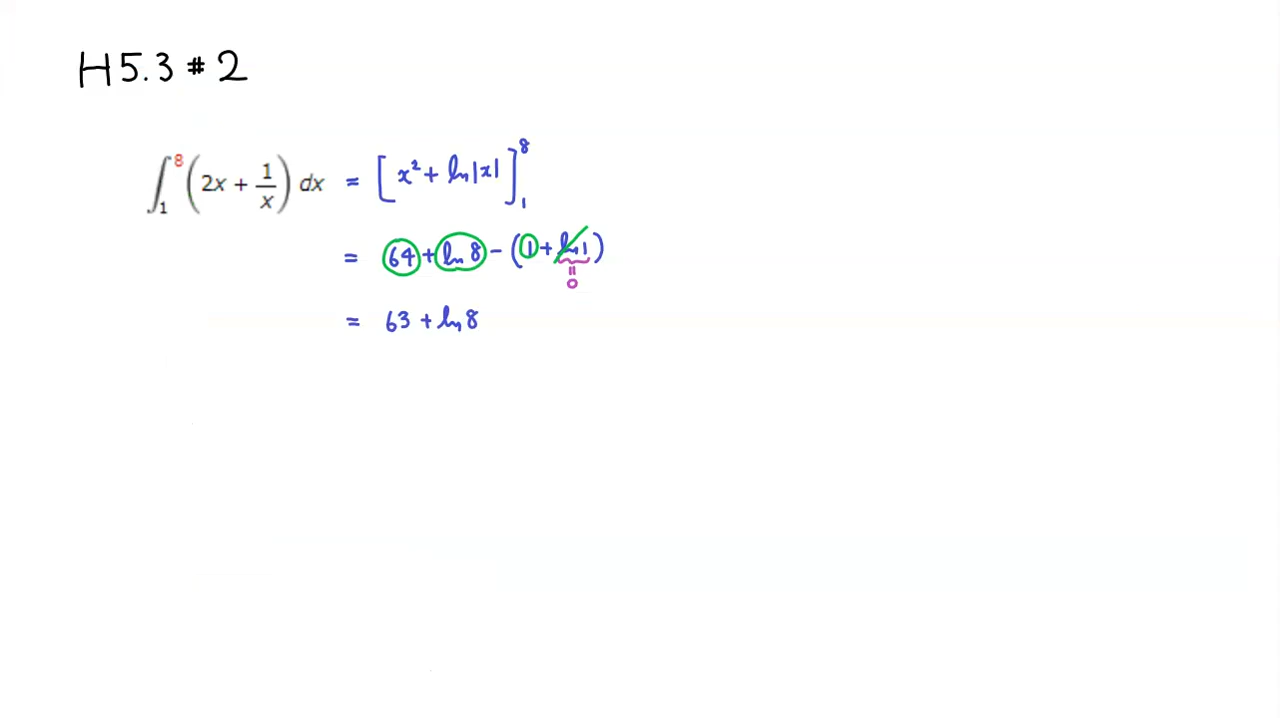 H5.3 #2
∫₁⁸ (2x + 1/x) dx = [x² + ln|x|]₁⁸
= 64 + ln 8 - (1 + ln 1)
= 0
= 63 + ln 8